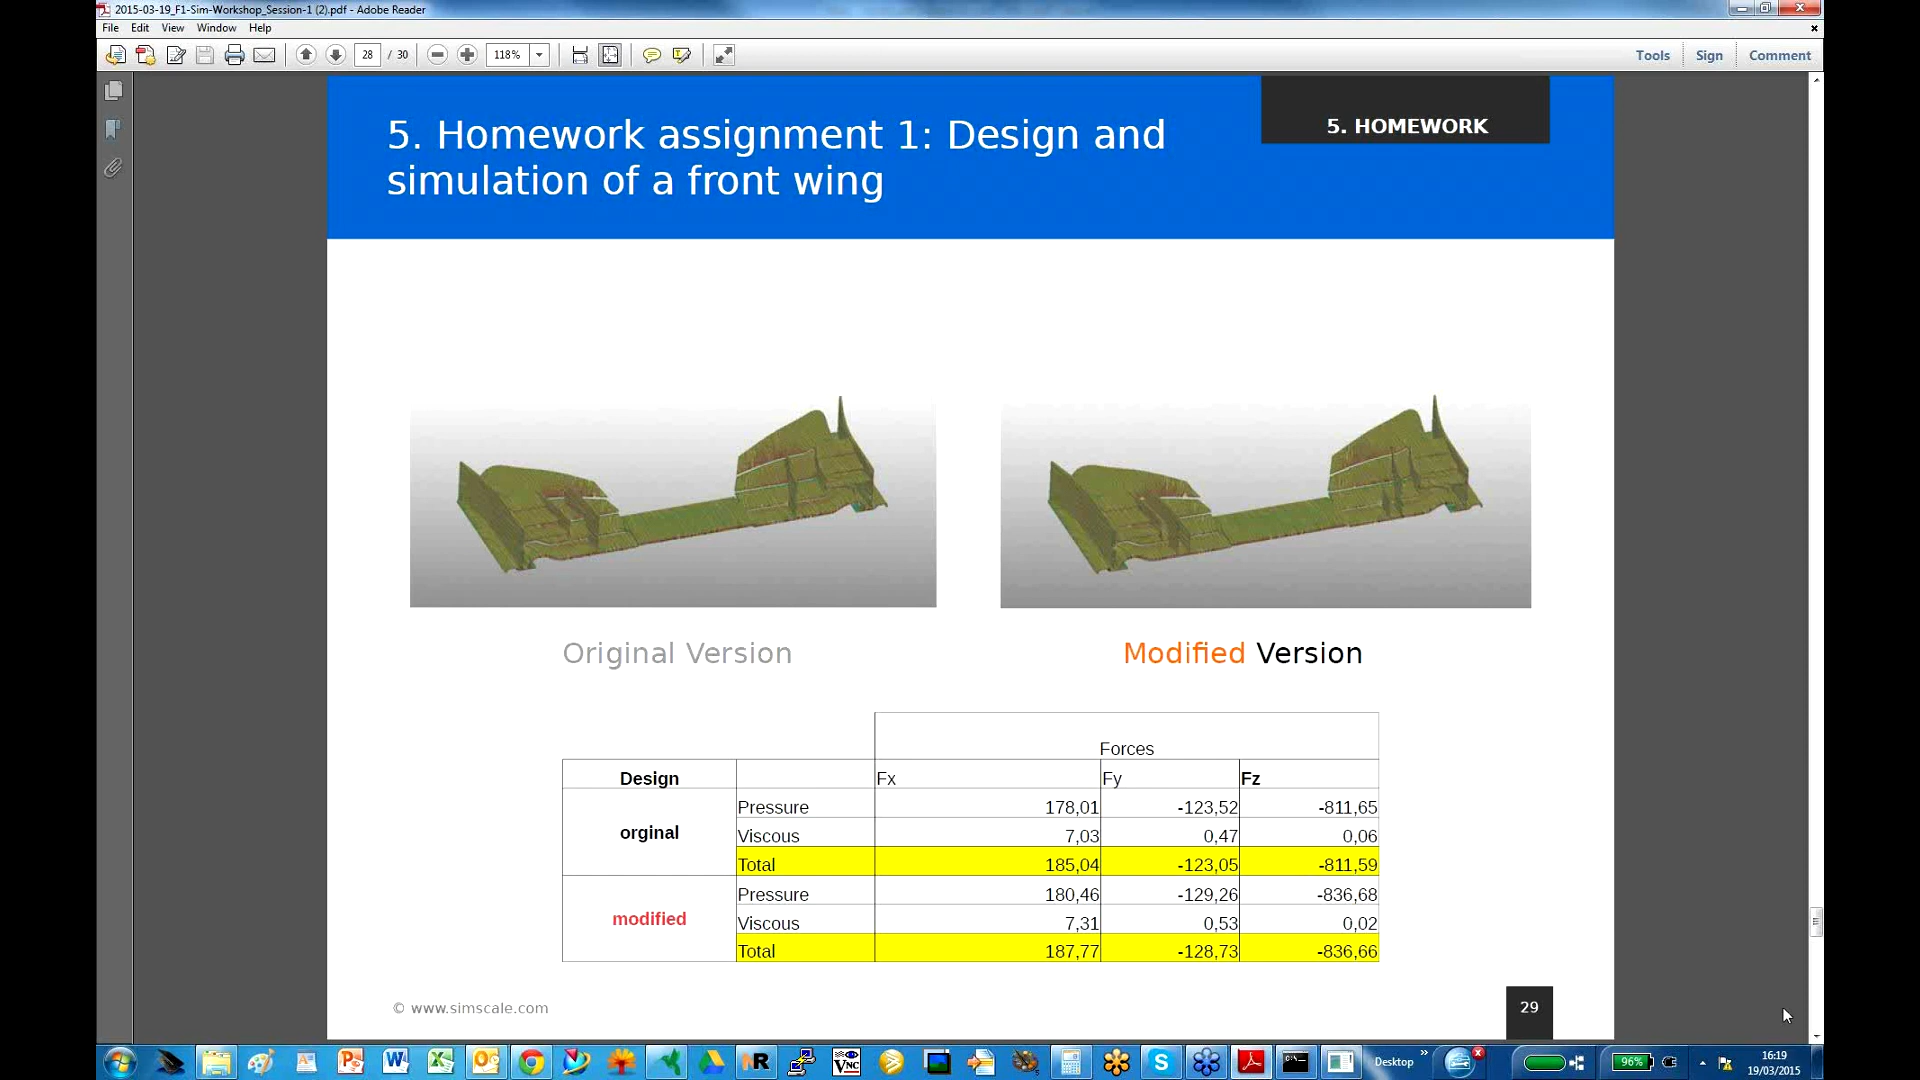 2015-03-19_F1-Sim-Workshop_Session-1 (2).pdf - Adobe Reader
File Edit View Window Help
28 / 30 118% Tools Sign Comment
5. HOMEWORK
5. Homework assignment 1: Design and
simulation of a front wing
Original Version Modified Version
Forces
Design Fx Fy Fz
orginal
Pressure 178,01 -123,52 -811,65
Viscous 7,03 0,47 0,06
Total 185,04 -123,05 -811,59
modified
Pressure 180,46 -129,26 -836,68
Viscous 7,31 0,53 0,02
Total 187,77 -128,73 -836,66
© www.simscale.com
29
Desktop
96%
16:19
19/03/2015